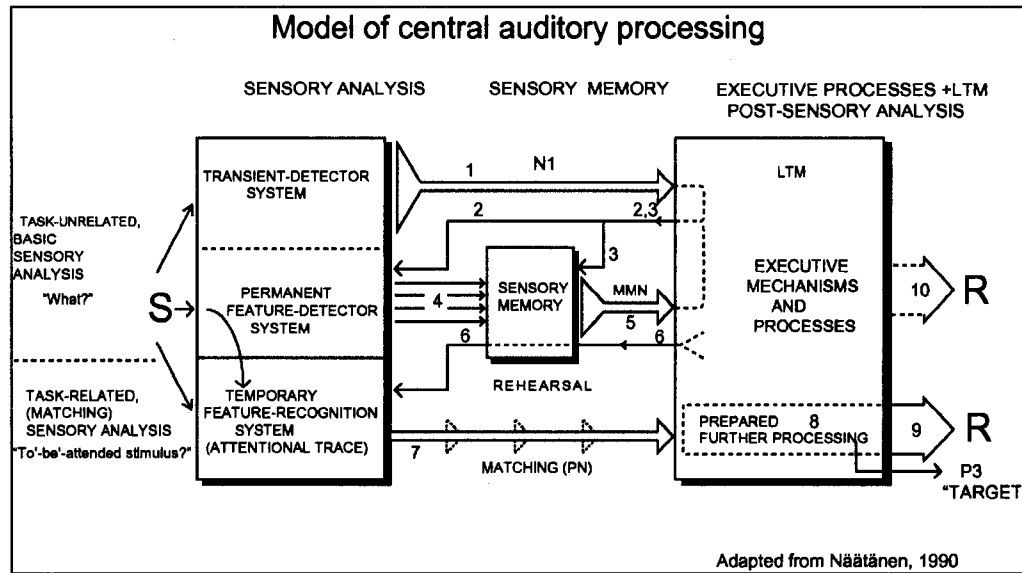 Model of central auditory processing
SENSORY ANALYSIS
SENSORY MEMORY
EXECUTIVE PROCESSES +LTM
POST-SENSORY ANALYSIS
TRANSIENT-DETECTOR
SYSTEM
1
N1
LTM
2
2,3
3
TASK-UNRELATED,
BASIC
SENSORY
ANALYSIS
"What?"
S
PERMANENT
FEATURE-DETECTOR
SYSTEM
4
SENSORY
MEMORY
MMN
5
EXECUTIVE
MECHANISMS
AND
PROCESSES
10
R
6
6
REHEARSAL
TASK-RELATED,
(MATCHING)
SENSORY ANALYSIS
"To'-be'-attended stimulus?"
TEMPORARY
FEATURE-RECOGNITION
SYSTEM
(ATTENTIONAL TRACE)
7
MATCHING (PN)
PREPARED
FURTHER PROCESSING
8
9
R
P3
"TARGET
Adapted from Näätänen, 1990